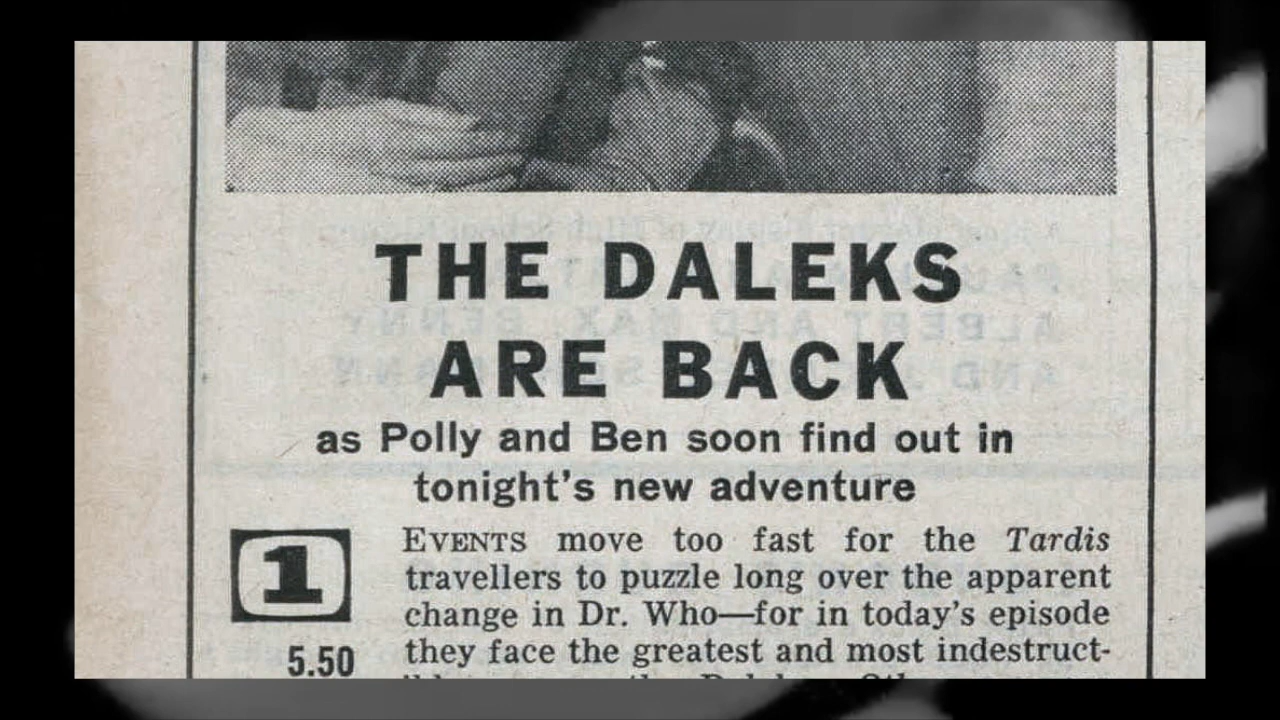 THE DALEKS
ARE BACK
as Polly and Ben soon find out in
tonight's new adventure
1
5.50
EVENTS move too fast for the Tardis
travellers to puzzle long over the apparent
change in Dr. Who—for in today's episode
they face the greatest and most indestruct-